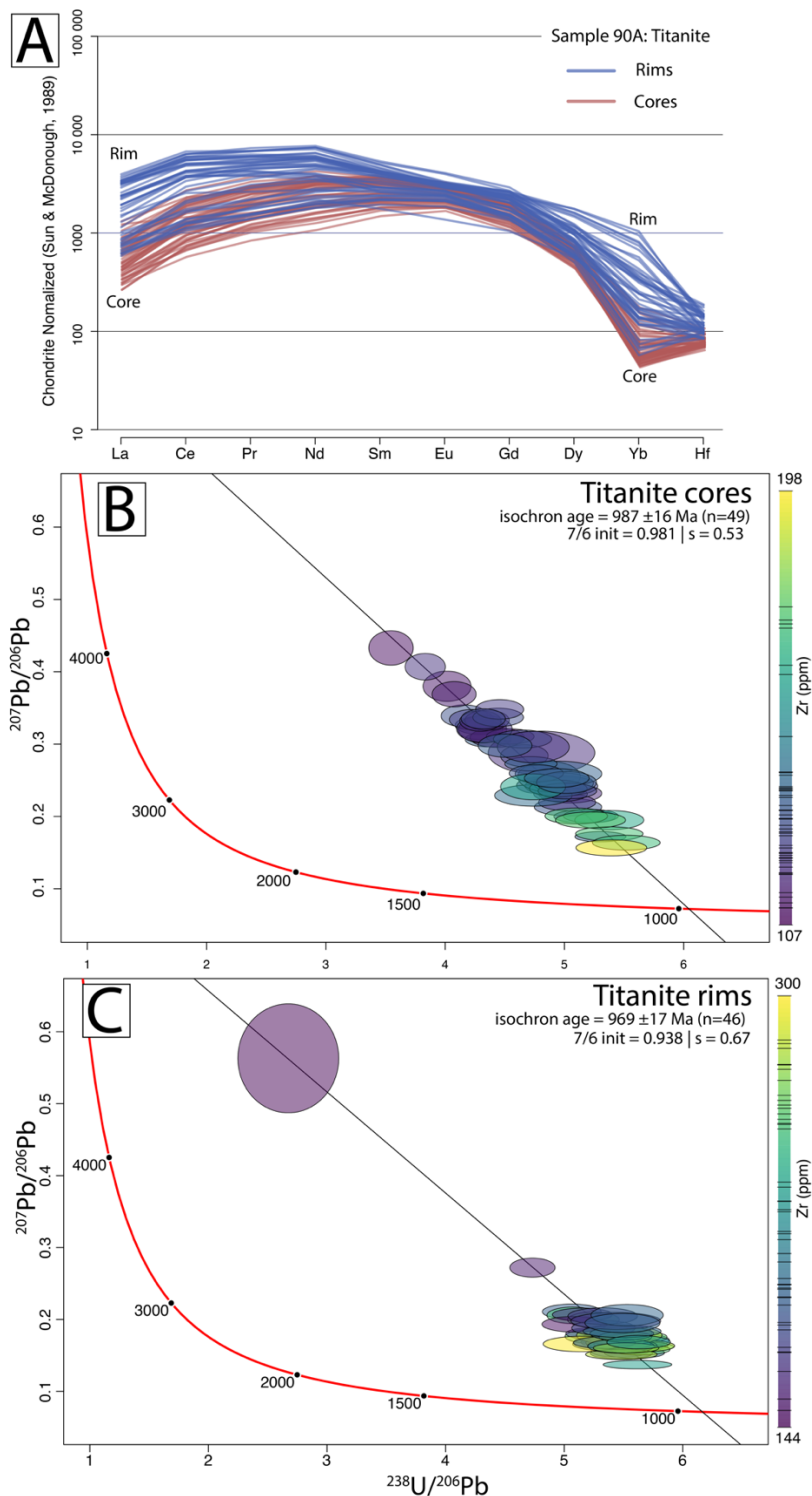 A
Sample 90A: Titanite
Rims
Cores
Chondrite Nomalized (Sun & McDonough, 1989)
100 000
10 000
1000
100
10
Rim
Core
Rim
Core
La Ce Pr Nd Sm Eu Gd Dy Yb Hf
B
Titanite cores
isochron age = 987 ±16 Ma (n=49)
7/6 init = 0.981 | s = 0.53
198
Zr (ppm)
107
207Pb/206Pb
0.6
0.5
0.4
0.3
0.2
0.1
4000
3000
2000
1500
1000
1 2 3 4 5 6
C
Titanite rims
isochron age = 969 ±17 Ma (n=46)
7/6 init = 0.938 | s = 0.67
300
Zr (ppm)
144
207Pb/206Pb
0.6
0.5
0.4
0.3
0.2
0.1
4000
3000
2000
1500
1000
1 2 3 4 5 6
238U/206Pb